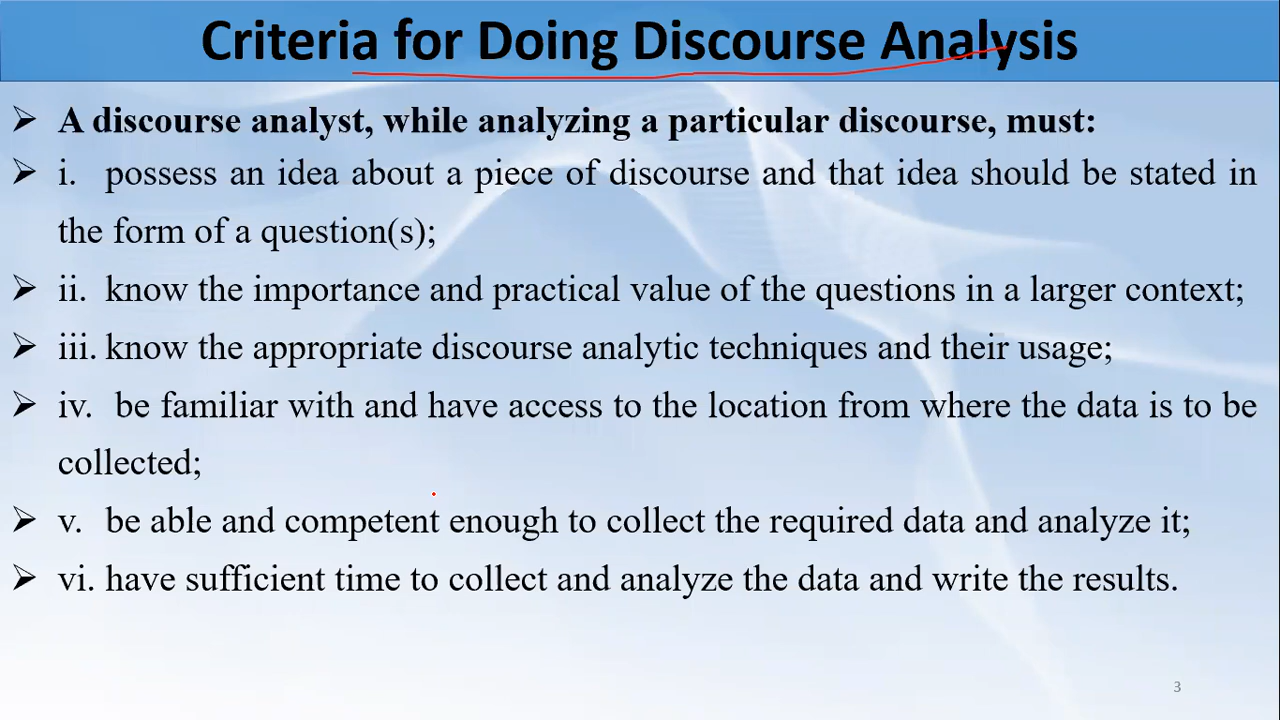 Criteria for Doing Discourse Analysis
➢ A discourse analyst, while analyzing a particular discourse, must:
➢ i. possess an idea about a piece of discourse and that idea should be stated in
the form of a question(s);
➢ ii. know the importance and practical value of the questions in a larger context;
➢ iii. know the appropriate discourse analytic techniques and their usage;
➢ iv. be familiar with and have access to the location from where the data is to be
collected;
➢ v. be able and competent enough to collect the required data and analyze it;
➢ vi. have sufficient time to collect and analyze the data and write the results.
3